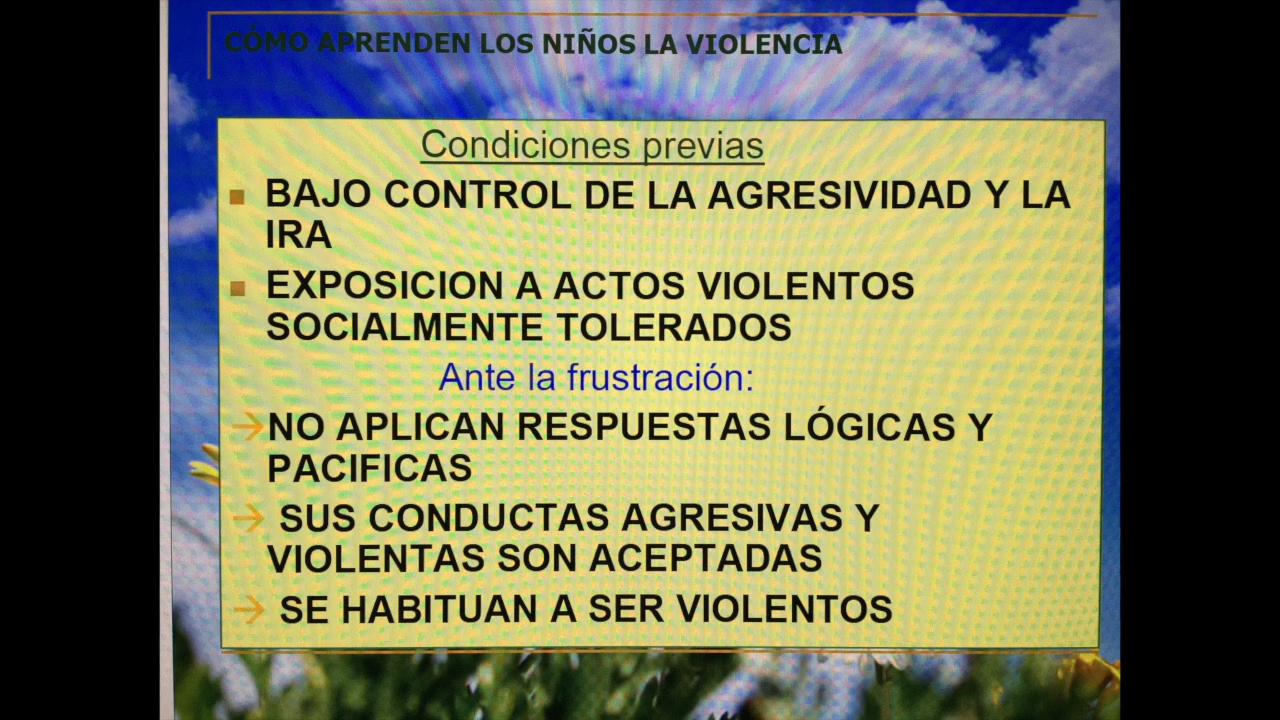 CÓMO APRENDEN LOS NIÑOS LA VIOLENCIA
Condiciones previas
BAJO CONTROL DE LA AGRESIVIDAD Y LA
IRA
EXPOSICION A ACTOS VIOLENTOS
SOCIALMENTE TOLERADOS
Ante la frustración:
→NO APLICAN RESPUESTAS LÓGICAS Y
PACIFICAS
→ SUS CONDUCTAS AGRESIVAS Y
VIOLENTAS SON ACEPTADAS
→ SE HABITUAN A SER VIOLENTOS